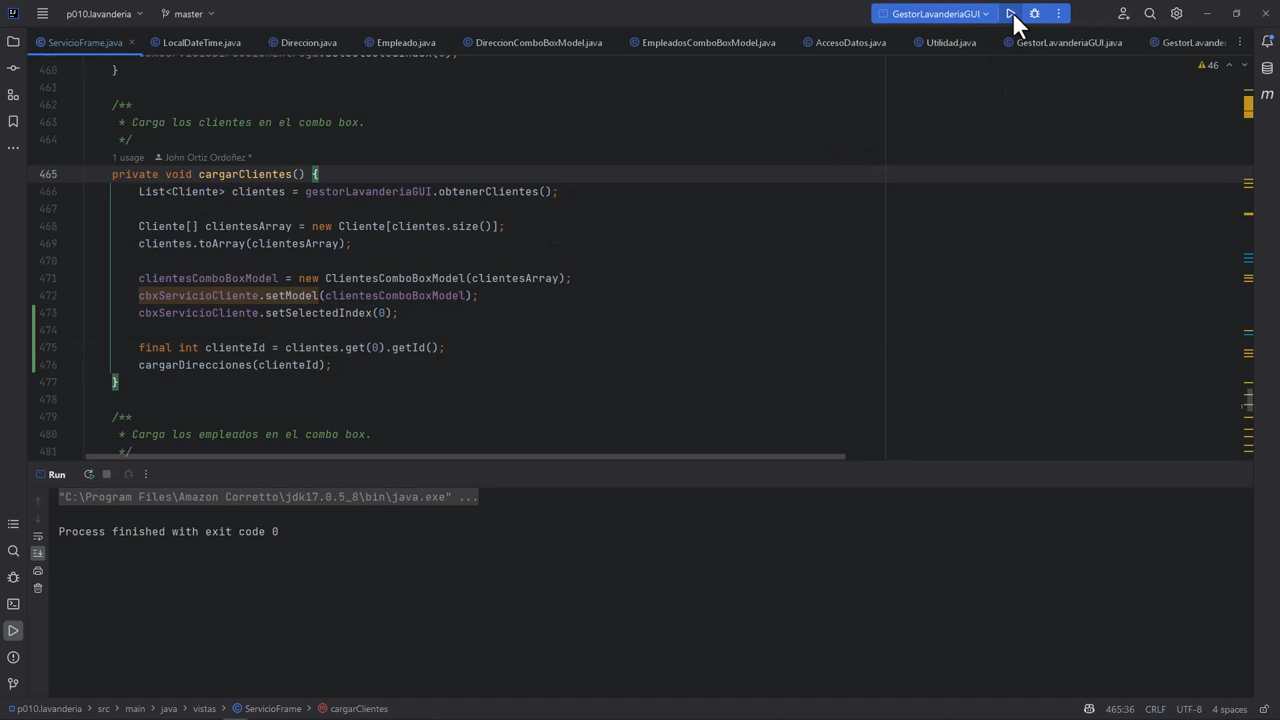 p010.lavanderia
master
GestorLavanderiaGUI
ServicioFrame.java
LocalDateTime.java
Direccion.java
Empleado.java
DireccionComboBoxModel.java
EmpleadosComboBoxModel.java
AccesoDatos.java
Utilidad.java
GestorLavanderiaGUI.java
GestorLavande
46
460 }
461
462 /**
463 * Carga los clientes en el combo box.
464 */
1 usage John Ortiz Ordoñez *
465 private void cargarClientes() {
466 List<Cliente> clientes = gestorLavanderiaGUI.obtenerClientes();
467
468 Cliente[] clientesArray = new Cliente[clientes.size()];
469 clientes.toArray(clientesArray);
470
471 clientesComboBoxModel = new ClientesComboBoxModel(clientesArray);
472 cbxServicioCliente.setModel(clientesComboBoxModel);
473 cbxServicioCliente.setSelectedIndex(0);
474
475 final int clienteId = clientes.get(0).getId();
476 cargarDirecciones(clienteId);
477 }
478
479 /**
480 * Carga los empleados en el combo box.
481 */
Run
"C:\Program Files\Amazon Corretto\jdk17.0.5_8\bin\java.exe" ...
Process finished with exit code 0
p010.lavanderia > src > main > java > vistas > ServicioFrame > cargarClientes
465:36 CRLF UTF-8 4 spaces